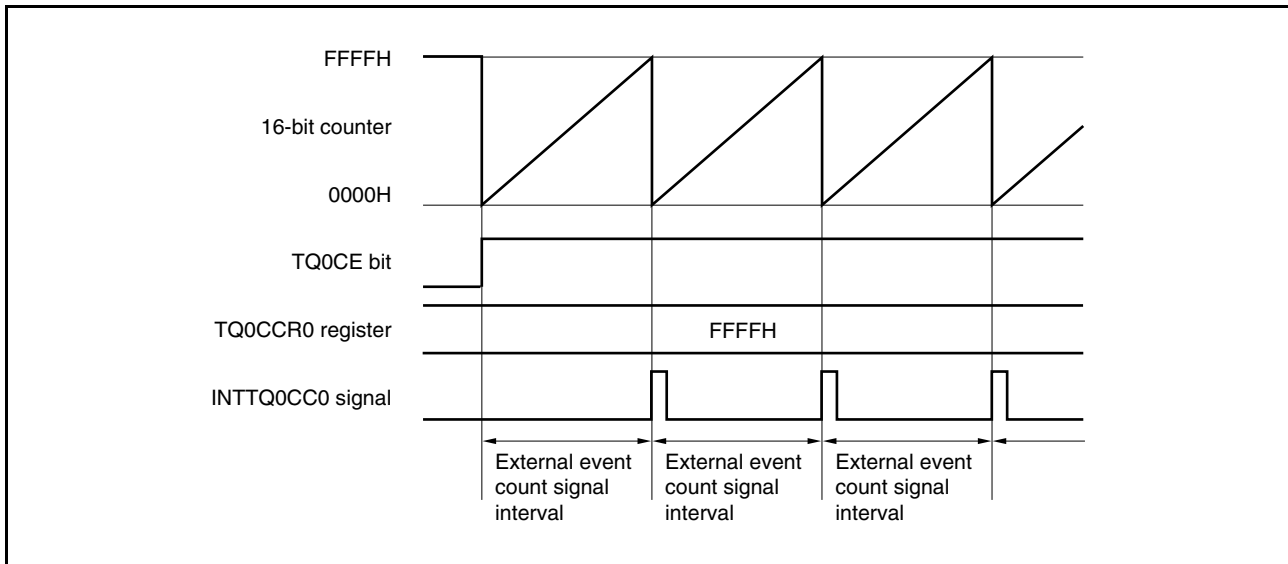 FFFFH
16-bit counter
0000H
TQ0CE bit
TQ0CCR0 register
FFFFH
INTTQ0CC0 signal
External event
count signal
interval
External event
count signal
interval
External event
count signal
interval